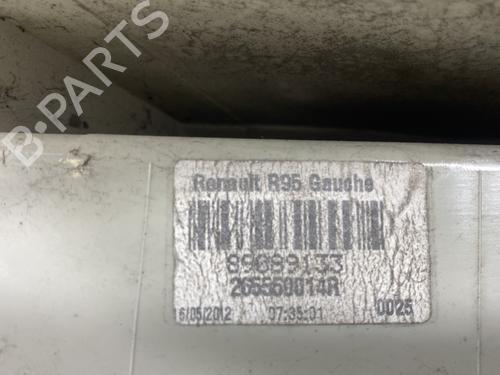 B-PARTS
Renault R95 Gauche
89089133
265560014R
16/05/2012 07:35:01 0025